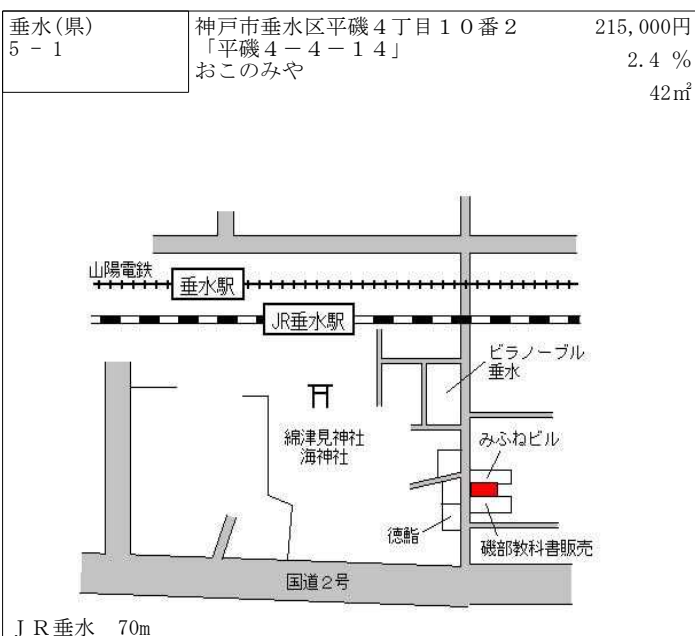 垂水(県)
5 - 1
神戸市垂水区平磯４丁目１０番２
「平磯４－４－１４」
おこのみや
215,000円
2.4 %
42㎡
山陽電鉄
垂水駅
JR垂水駅
ビラノーブル
垂水
綿津見神社
海神社
みふねビル
徳鮨
磯部教科書販売
国道２号
ＪＲ垂水 70m